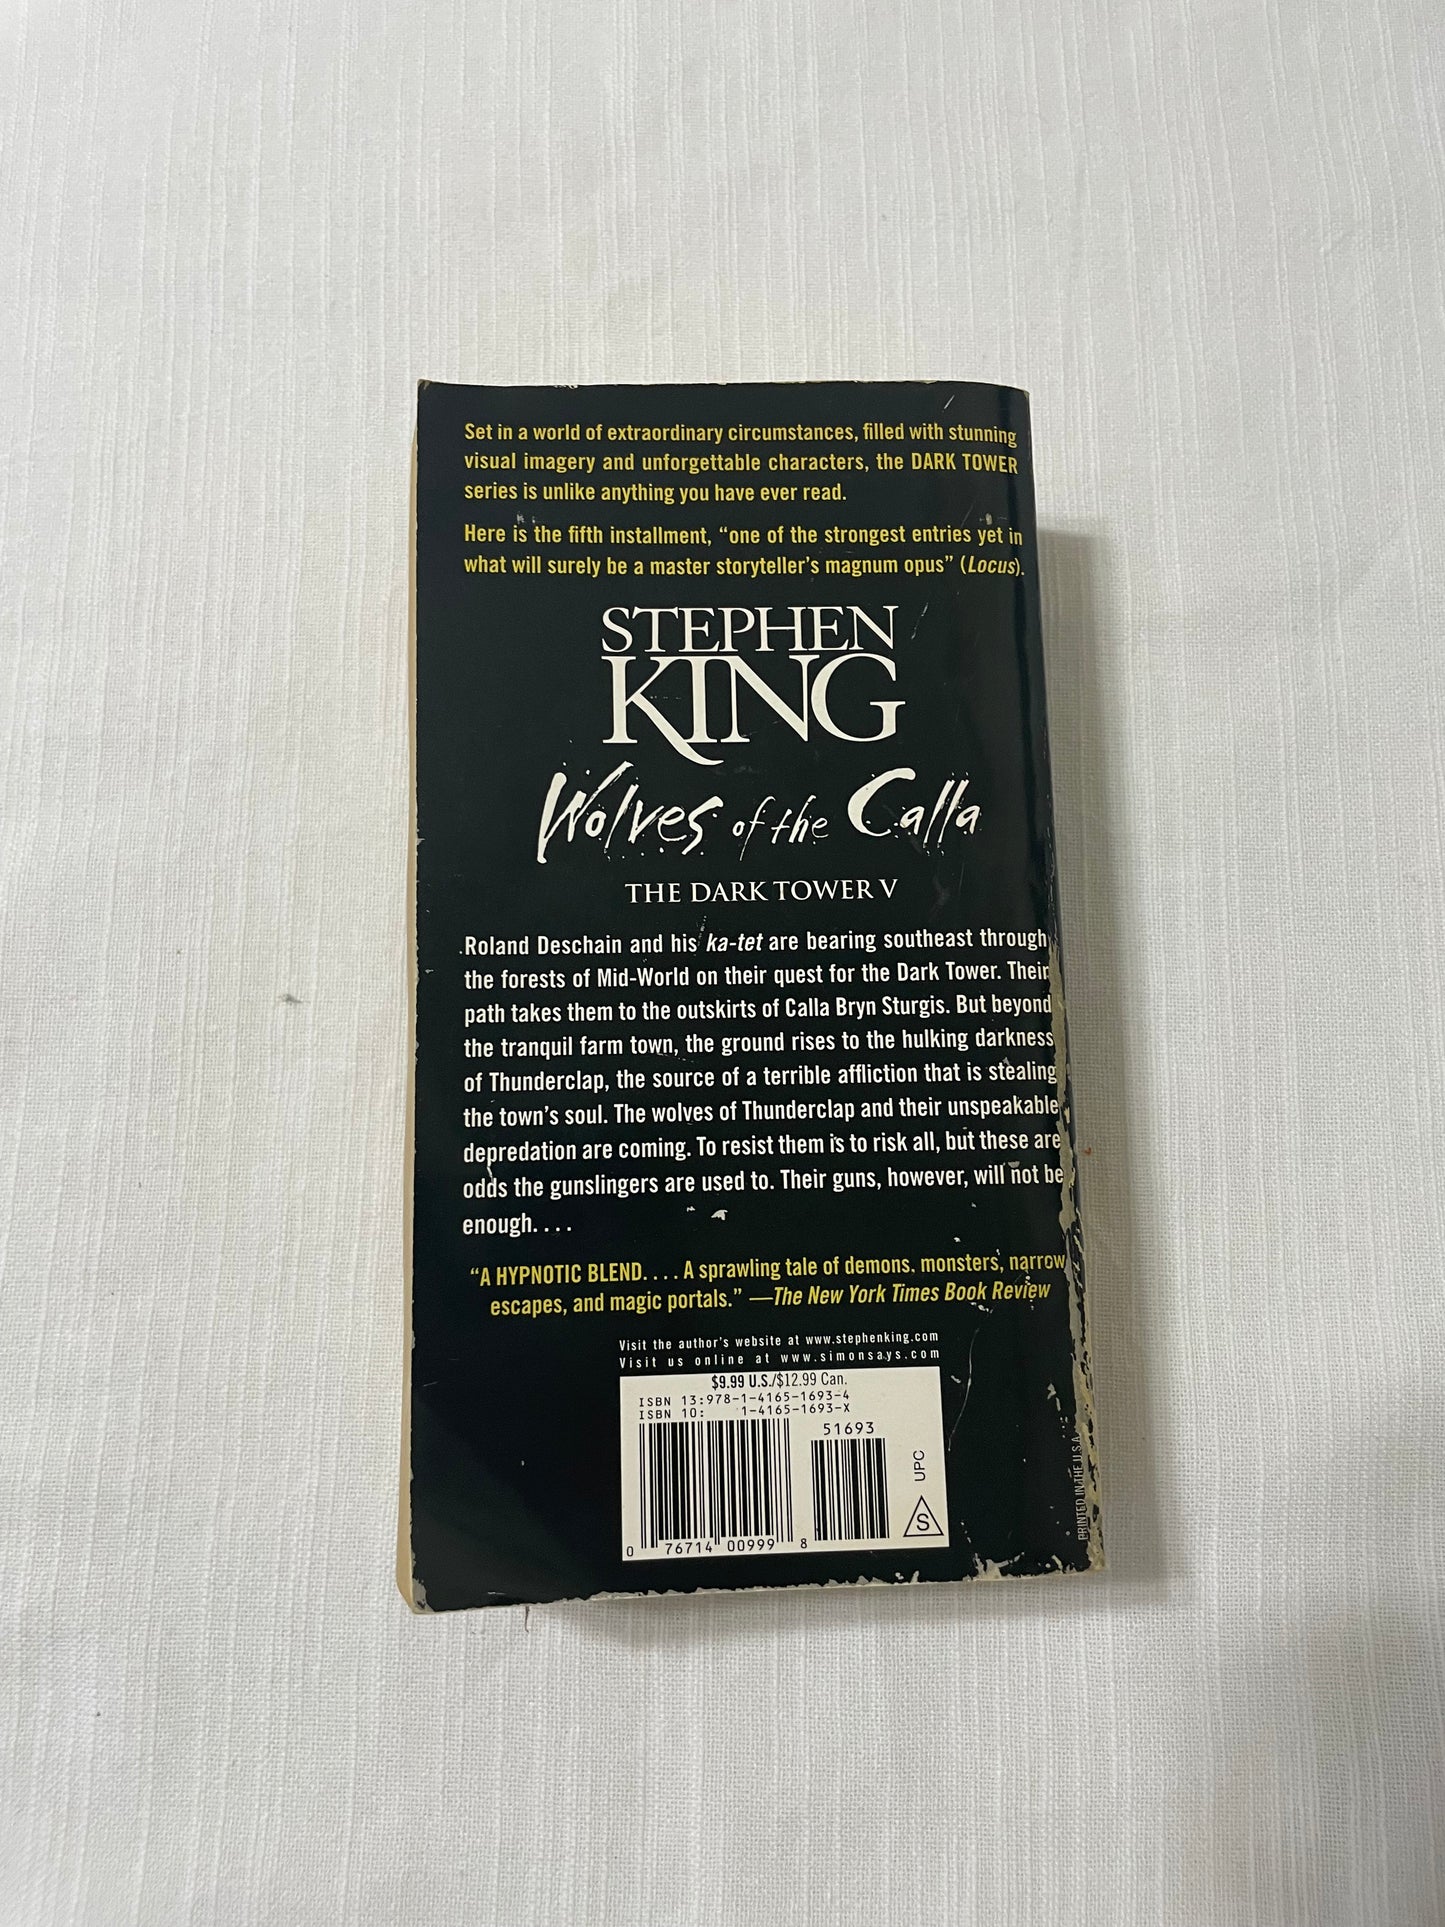 Set in a world of extraordinary circumstances, filled with stunning
visual imagery and unforgettable characters, the DARK TOWER
series is unlike anything you have ever read.
Here is the fifth installment, “one of the strongest entries yet in
what will surely be a master storyteller’s magnum opus” (Locus).
STEPHEN
KING
Wolves of the Calla
THE DARK TOWER V
Roland Deschain and his ka-tet are bearing southeast through
the forests of Mid-World on their quest for the Dark Tower. Their
path takes them to the outskirts of Calla Bryn Sturgis. But beyond
the tranquil farm town, the ground rises to the hulking darkness
of Thunderclap, the source of a terrible affliction that is stealing
the town’s soul. The wolves of Thunderclap and their unspeakable
depredation are coming. To resist them is to risk all, but these are
odds the gunslingers are used to. Their guns, however, will not be
enough. . . .
“A HYPNOTIC BLEND. . . . A sprawling tale of demons, monsters, narrow
escapes, and magic portals.” —The New York Times Book Review
Visit the author's website at www.stephenking.com
Visit us online at www.simonsays.com
$9.99 U.S./$12.99 Can.
ISBN 13:978-1-4165-1693-4
ISBN 10: 1-4165-1693-X
51693
UPC
S
0 76714 00999 8
PRINTED IN THE U.S.A.